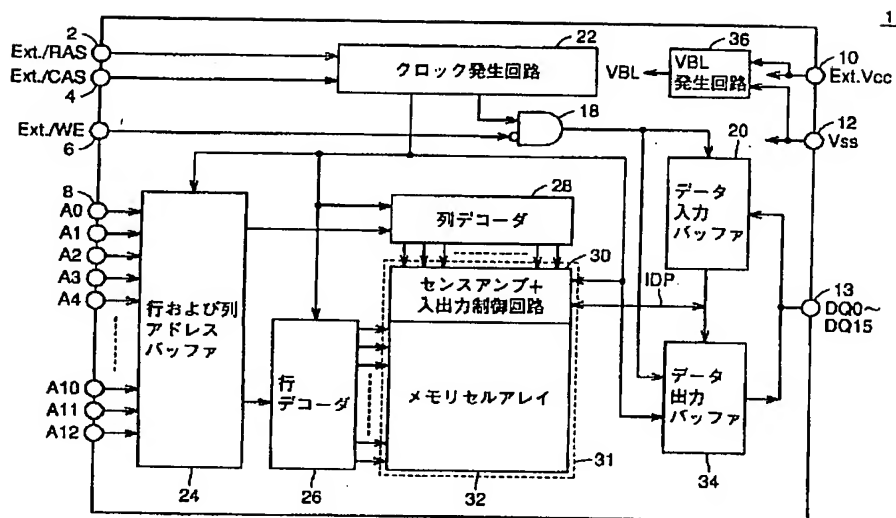 1
2
Ext./RAS
Ext./CAS
4
Ext./WE
6
22
クロック発生回路
18
36
VBL
VBL
発生回路
10
Ext.Vcc
12
Vss
20
データ
入力
バッファ
8
A0
A1
A2
A3
A4
A10
A11
A12
行および列
アドレス
バッファ
24
28
列デコーダ
30
センスアンプ+
入出力制御回路
IDP
13
DQ0~
DQ15
行
デコーダ
26
メモリセルアレイ
31
32
データ
出力
バッファ
34